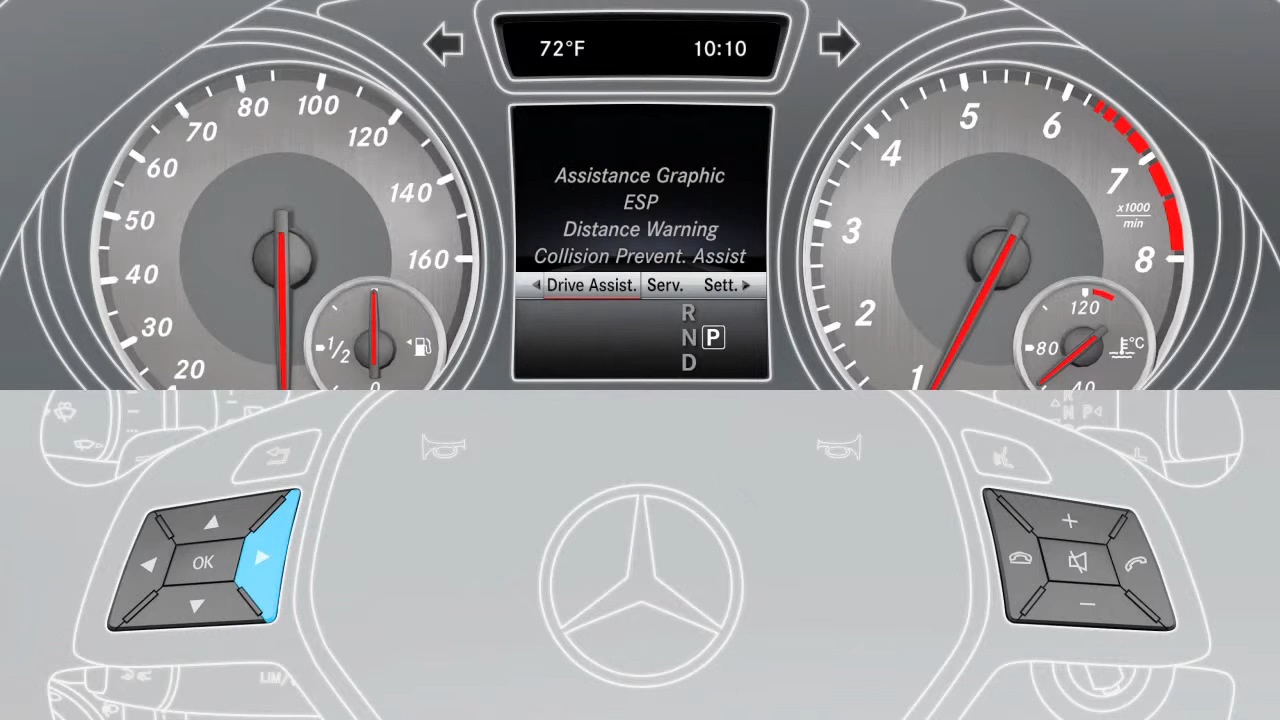 72°F 10:10
80 100
70 120
60 140
50 160
40
30
20
1/2
0
Assistance Graphic
ESP
Distance Warning
Collision Prevent. Assist
Drive Assist. Serv. Sett.
R
N P
D
5
4 6
3 7
2 8
1
x1000
min
120
80 °C
40
R
N P
OK
+
−
LIM/